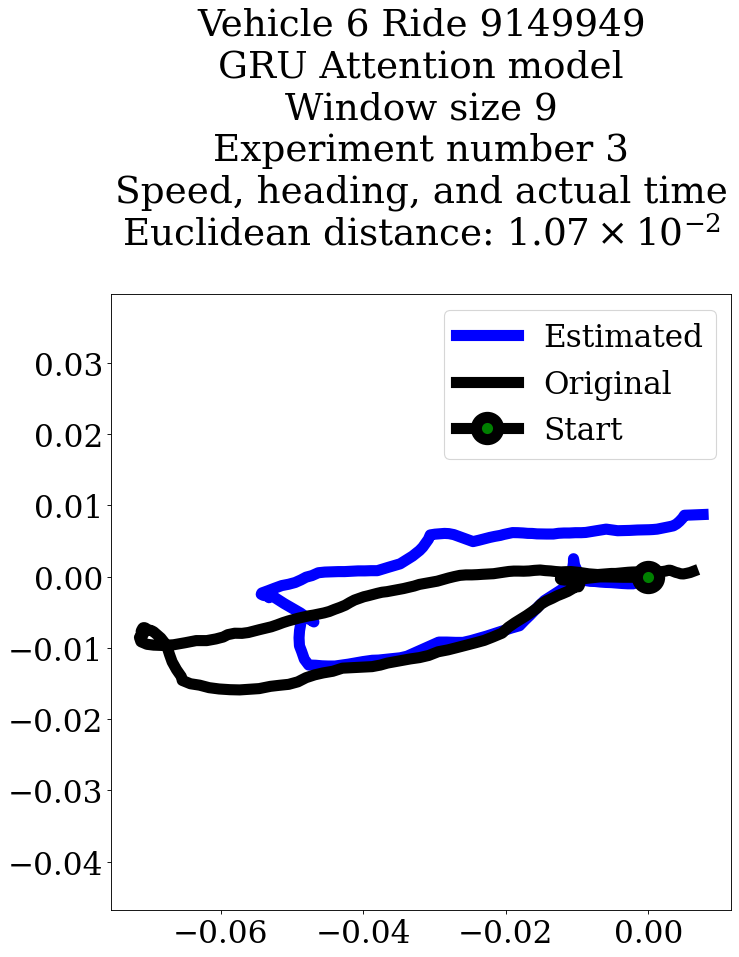 Vehicle 6 Ride 9149949
GRU Attention model
Window size 9
Experiment number 3
Speed, heading, and actual time
Euclidean distance: 1.07 × 10⁻²
Estimated
Original
Start
0.03
0.02
0.01
0.00
−0.01
−0.02
−0.03
−0.04
−0.06
−0.04
−0.02
0.00